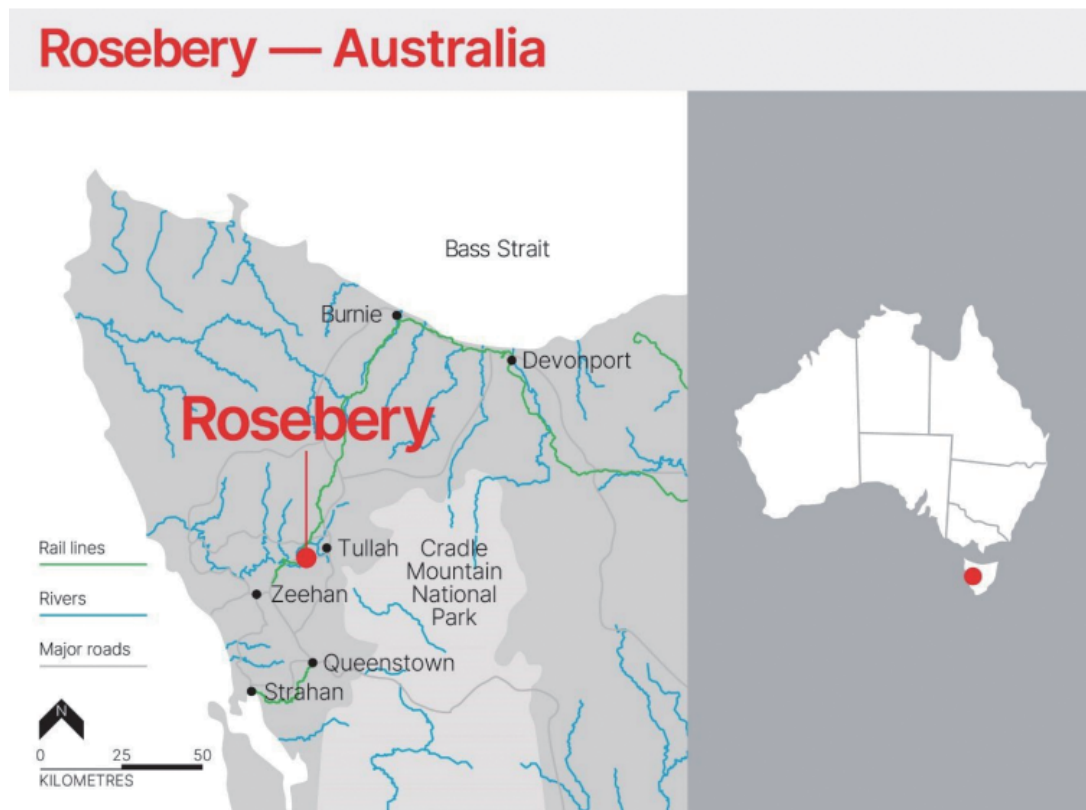 Rosebery — Australia
Bass Strait
Burnie
Devonport
Rosebery
Tullah
Cradle
Mountain
National
Park
Zeehan
Queenstown
Strahan
Rail lines
Rivers
Major roads
N
0 25 50
KILOMETRES